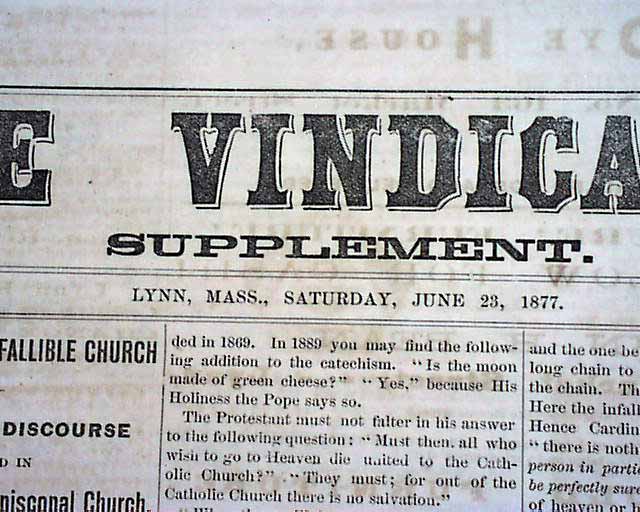 E VINDICA
SUPPLEMENT.
LYNN, MASS., SATURDAY, JUNE 23, 1877.
FALLIBLE CHURCH
DISCOURSE
D IN
piscopal Church.
ded in 1869. In 1889 you may find the follow-
ing addition to the catechism. "Is the moon
made of green cheese?" "Yes," because His
Holiness the Pope says so.
The Protestant must not falter in his answer
to the following question: "Must then, all who
wish to go to Heaven die united to the Cath-
olic Church?" "They must; for out of the
Catholic Church there is no salvation."
and the one be
long chain to
the chain. Th
Here the infal
Hence Cardin
"there is noth
person in partic
be perfectly sure
of heaven or